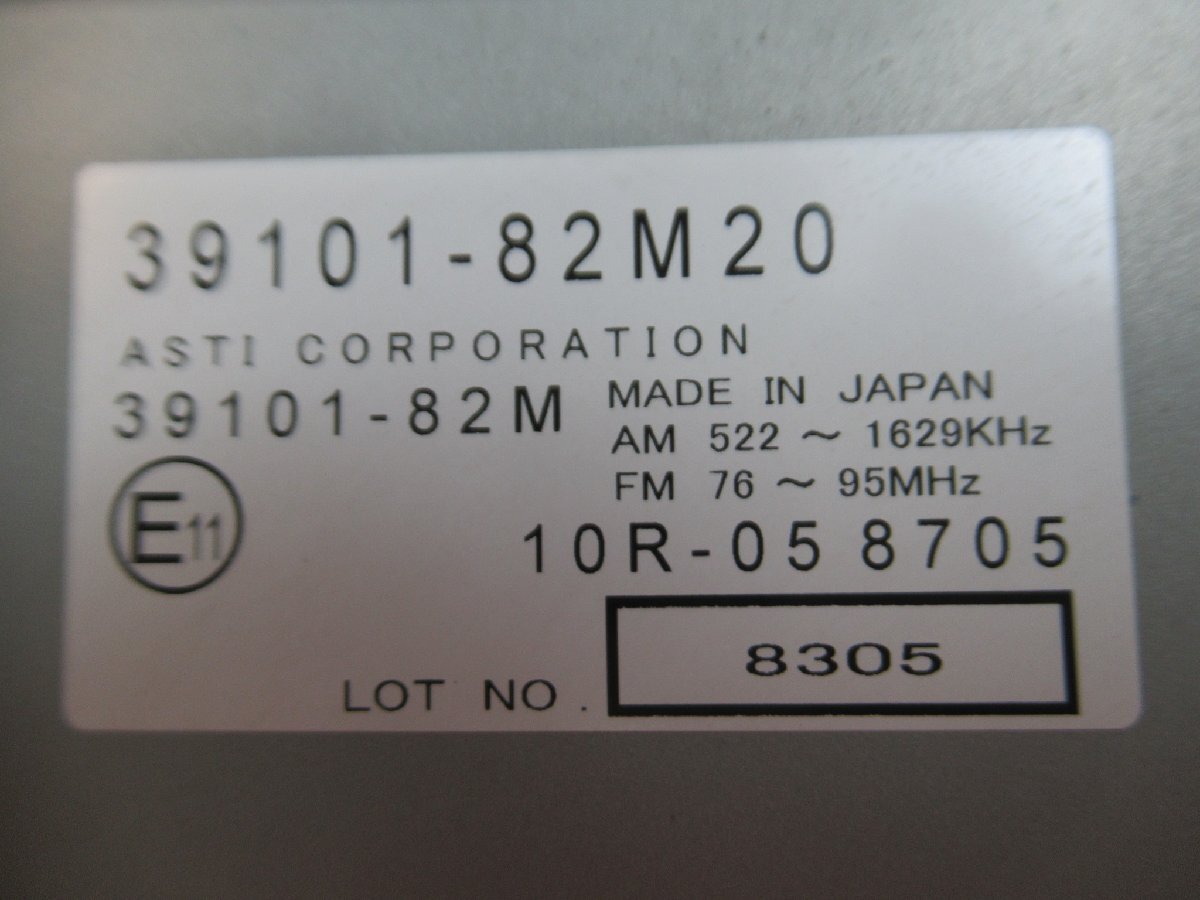 39101-82M20
ASTI CORPORATION
39101-82M
MADE IN JAPAN
AM 522 ～ 1629KHz
FM 76 ～ 95MHz
E11
10R-05 8705
LOT NO. 8305